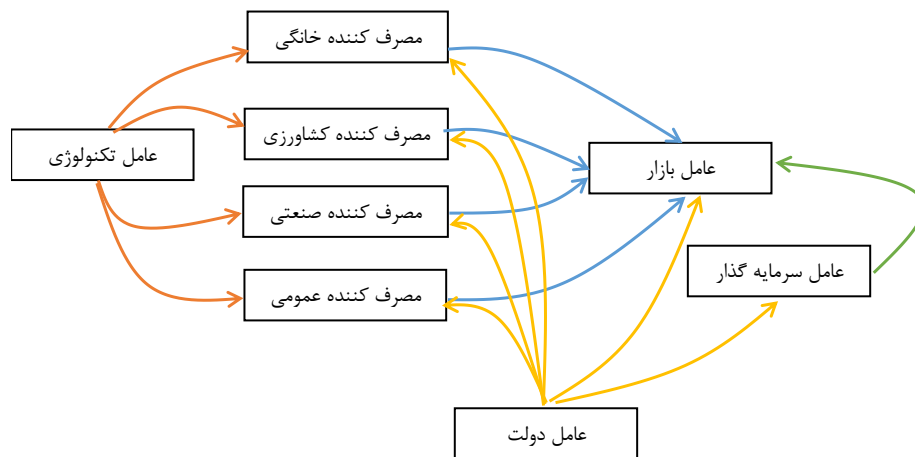 مصرف کننده خانگی
مصرف کننده کشاورزی
عامل تکنولوژی
عامل بازار
مصرف کننده صنعتی
عامل سرمایه گذار
مصرف کننده عمومی
عامل دولت